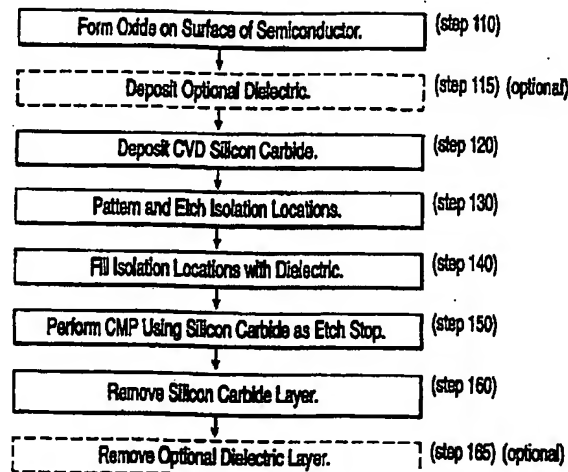 Form Oxide on Surface of Semiconductor. (step 110)
Deposit Optional Dielectric. (step 115) (optional)
Deposit CVD Silicon Carbide. (step 120)
Pattern and Etch Isolation Locations. (step 130)
Fill Isolation Locations with Dielectric. (step 140)
Perform CMP Using Silicon Carbide as Etch Stop. (step 150)
Remove Silicon Carbide Layer. (step 160)
Remove Optional Dielectric Layer. (step 165) (optional)